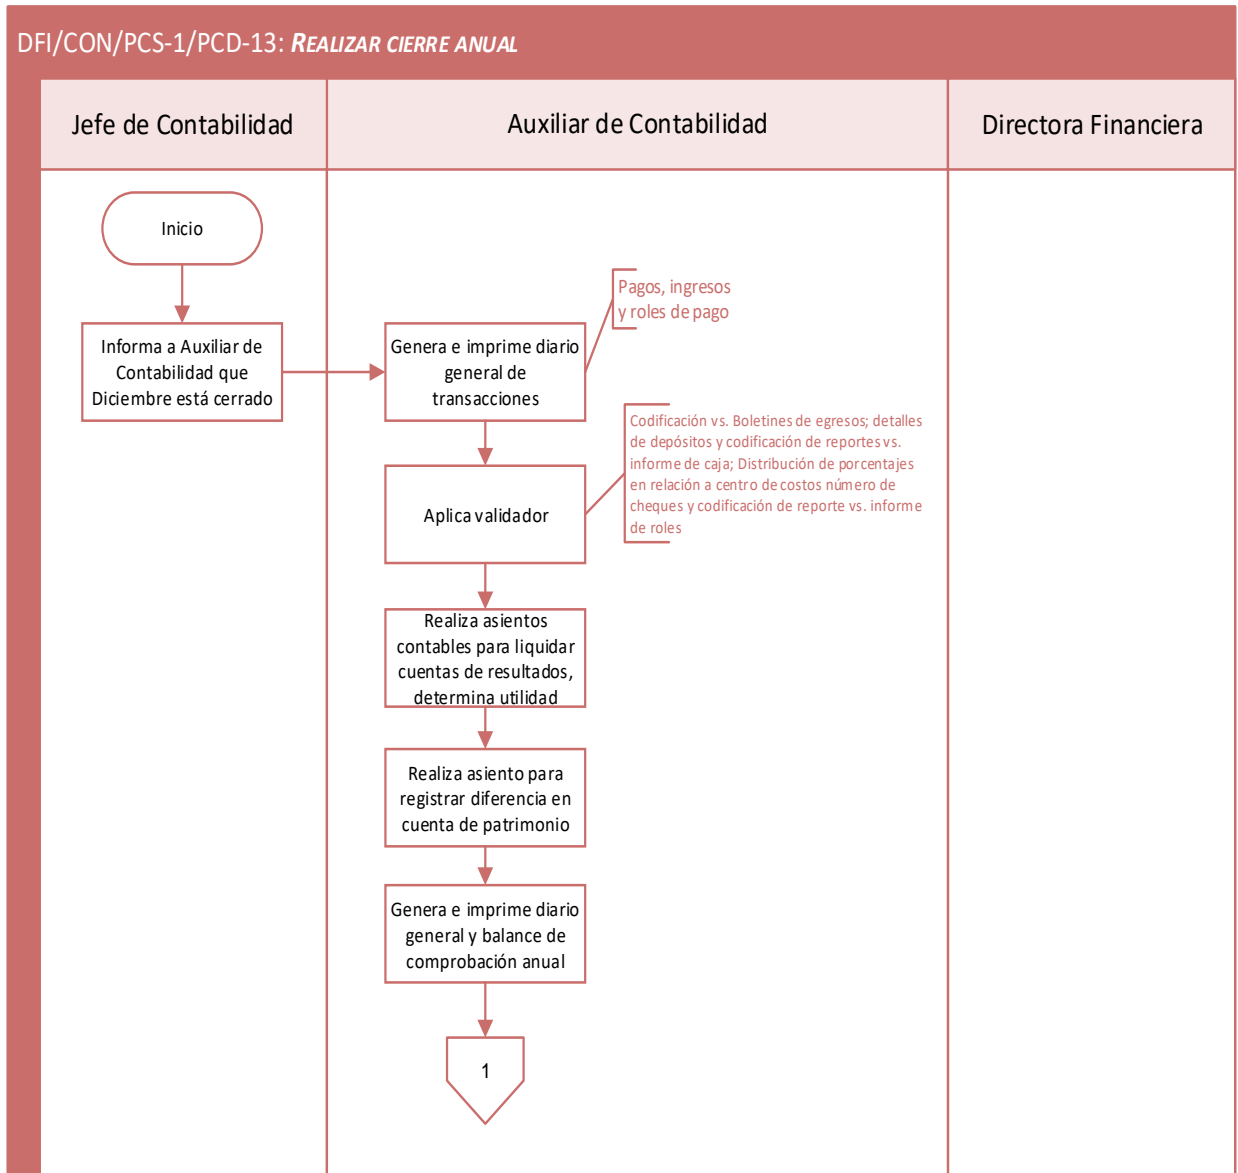 DFI/CON/PCS-1/PCD-13: REALIZAR CIERRE ANUAL
Jefe de Contabilidad
Auxiliar de Contabilidad
Directora Financiera
Inicio
Informa a Auxiliar de
Contabilidad que
Diciembre está cerrado
Genera e imprime diario
general de
transacciones
Pagos, ingresos
y roles de pago
Aplica validador
Codificación vs. Boletines de egresos; detalles
de depósitos y codificación de reportes vs.
informe de caja; Distribución de porcentajes
en relación a centro de costos número de
cheques y codificación de reporte vs. informe
de roles
Realiza asientos
contables para liquidar
cuentas de resultados,
determina utilidad
Realiza asiento para
registrar diferencia en
cuenta de patrimonio
Genera e imprime diario
general y balance de
comprobación anual
1